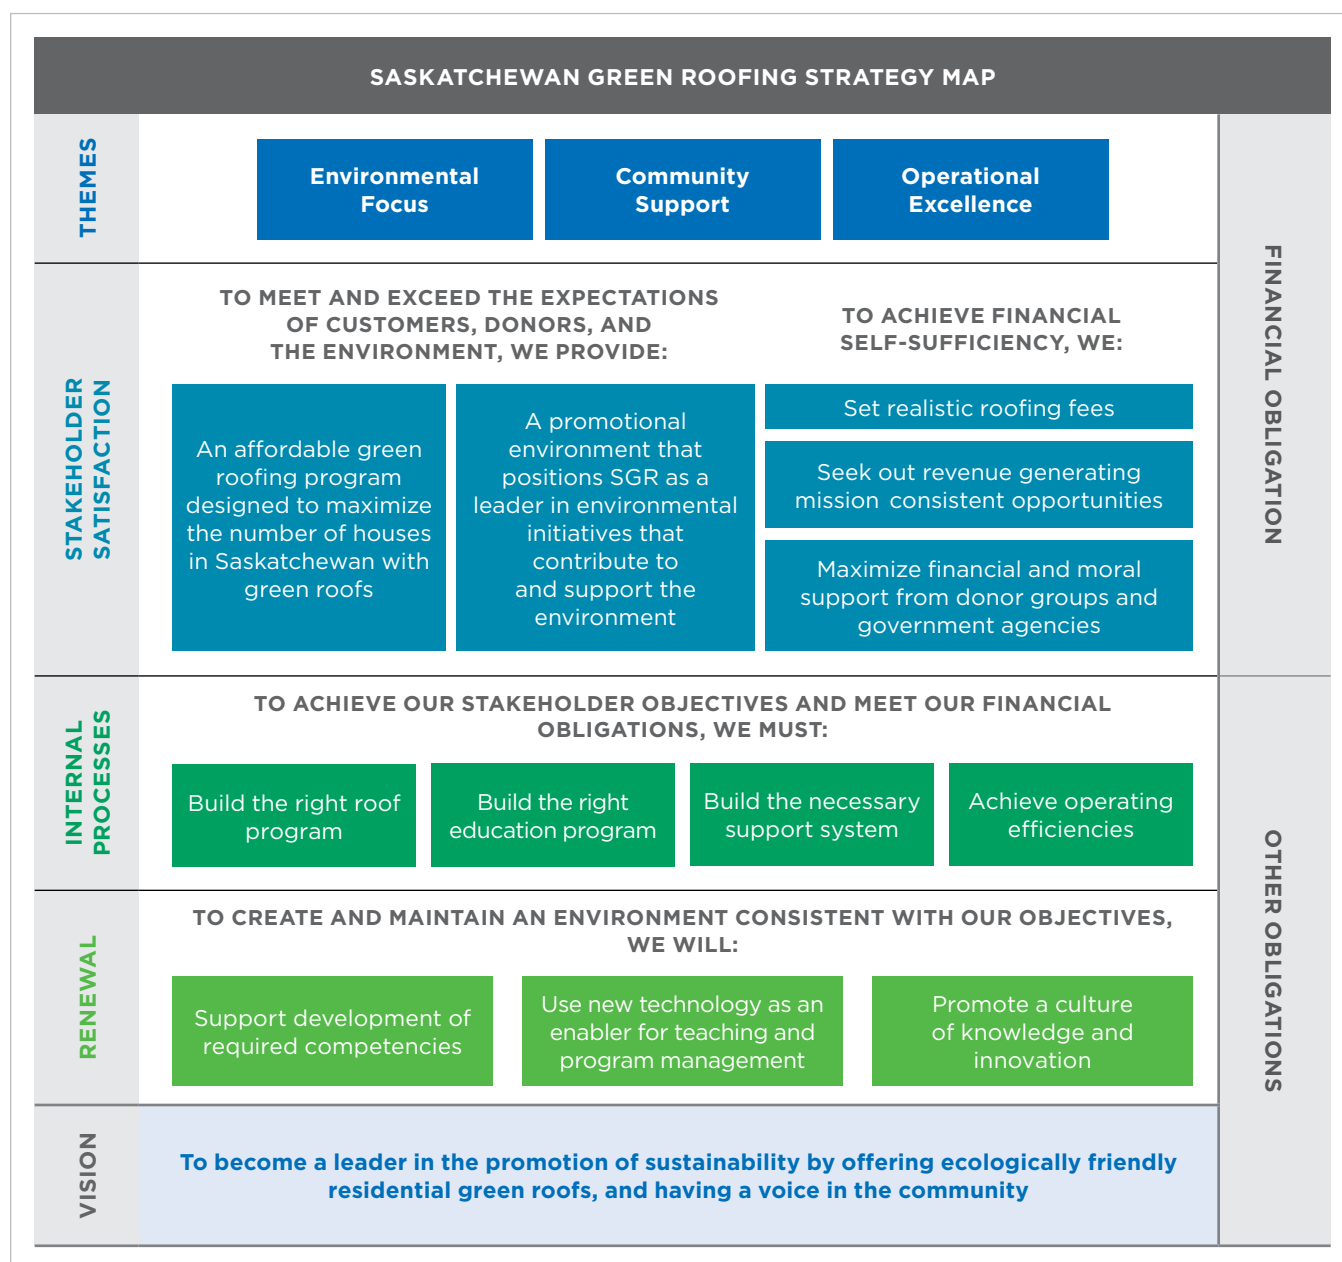 SASKATCHEWAN GREEN ROOFING STRATEGY MAP
THEMES
Environmental
Focus
Community
Support
Operational
Excellence
FINANCIAL OBLIGATION
STAKEHOLDER
SATISFACTION
TO MEET AND EXCEED THE EXPECTATIONS
OF CUSTOMERS, DONORS, AND
THE ENVIRONMENT, WE PROVIDE:
An affordable green
roofing program
designed to maximize
the number of houses
in Saskatchewan with
green roofs
A promotional
environment that
positions SGR as a
leader in environmental
initiatives that
contribute to
and support the
environment
TO ACHIEVE FINANCIAL
SELF-SUFFICIENCY, WE:
Set realistic roofing fees
Seek out revenue generating
mission consistent opportunities
Maximize financial and moral
support from donor groups and
government agencies
INTERNAL
PROCESSES
TO ACHIEVE OUR STAKEHOLDER OBJECTIVES AND MEET OUR FINANCIAL
OBLIGATIONS, WE MUST:
Build the right roof
program
Build the right
education program
Build the necessary
support system
Achieve operating
efficiencies
OTHER OBLIGATIONS
RENEWAL
TO CREATE AND MAINTAIN AN ENVIRONMENT CONSISTENT WITH OUR OBJECTIVES,
WE WILL:
Support development of
required competencies
Use new technology as an
enabler for teaching and
program management
Promote a culture
of knowledge and
innovation
VISION
To become a leader in the promotion of sustainability by offering ecologically friendly
residential green roofs, and having a voice in the community